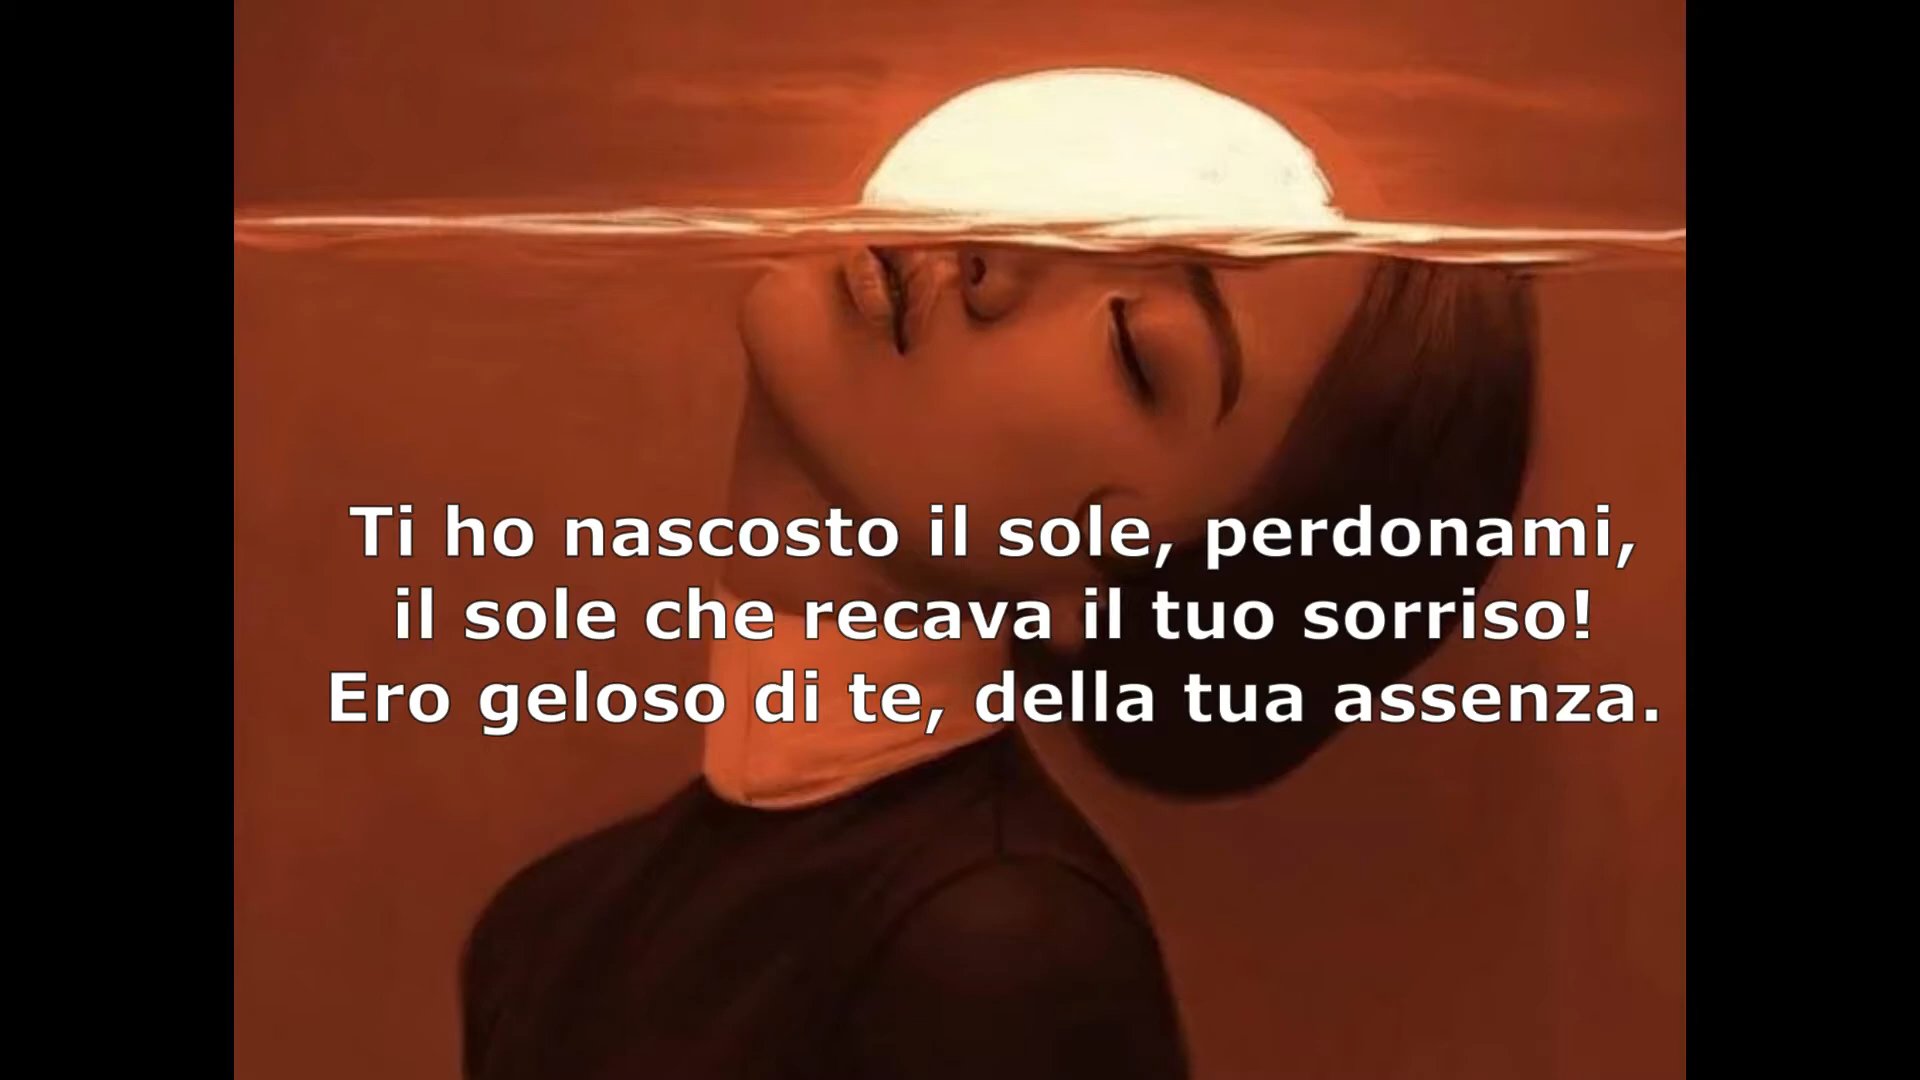 Ti ho nascosto il sole, perdonami,
il sole che recava il tuo sorriso!
Ero geloso di te, della tua assenza.